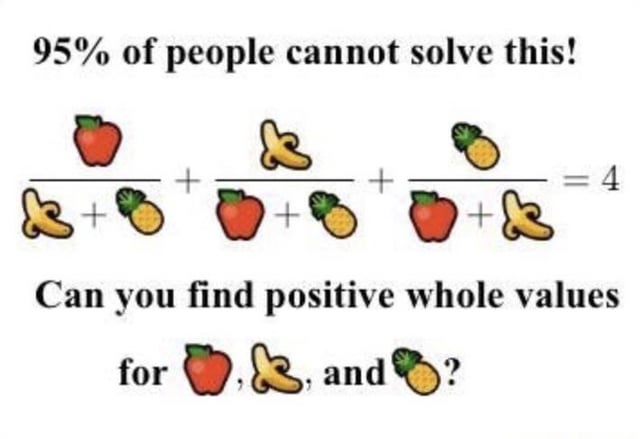 95% of people cannot solve this!
🍎/(🍌+🍍) + 🍌/(🍎+🍍) + 🍍/(🍎+🍌) = 4
Can you find positive whole values
for 🍎, 🍌, and 🍍?